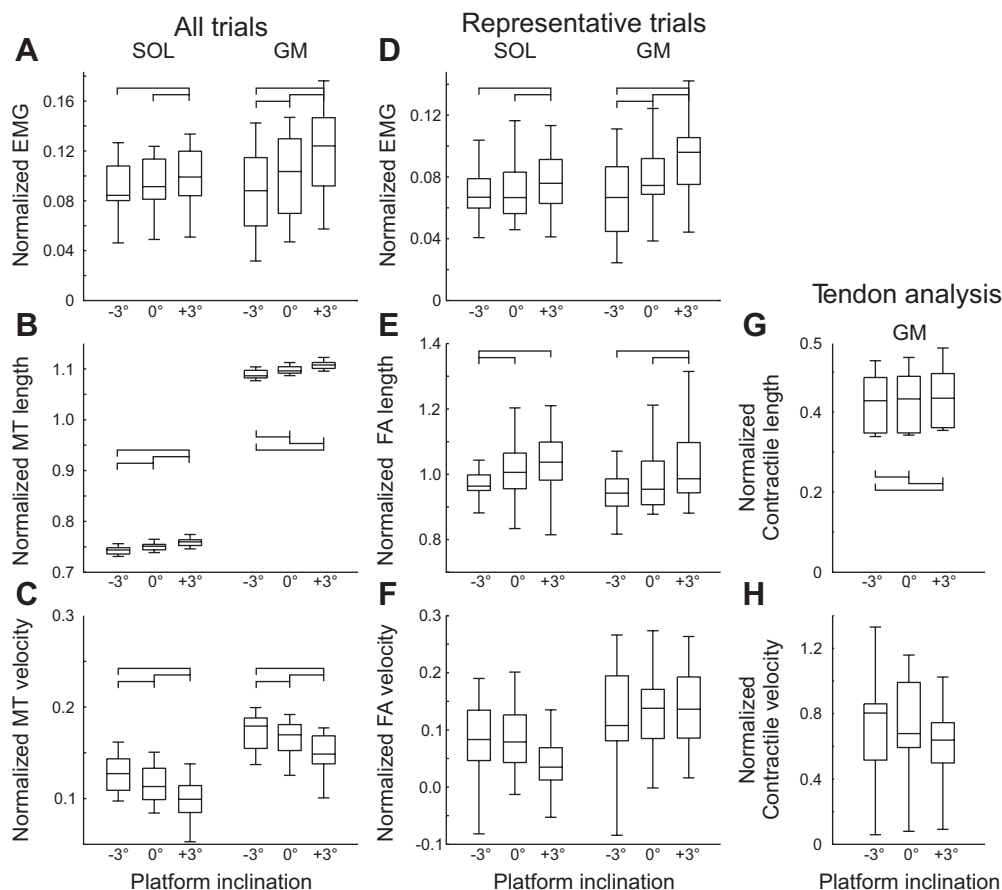 All trials
Representative trials
A
SOL
GM
Normalized EMG
0.16
0.12
0.08
0.04
0
-3° 0° +3°
-3° 0° +3°
D
SOL
GM
Normalized EMG
0.12
0.08
0.04
0
-3° 0° +3°
-3° 0° +3°
B
Normalized MT length
1.1
1.0
0.9
0.8
0.7
-3° 0° +3°
-3° 0° +3°
E
Normalized FA length
1.4
1.2
1.0
0.8
-3° 0° +3°
-3° 0° +3°
Tendon analysis
G
GM
Normalized
Contractile length
0.5
0.4
0.2
0
-3° 0° +3°
C
Normalized MT velocity
0.3
0.2
0.1
-3° 0° +3°
-3° 0° +3°
Platform inclination
F
Normalized FA velocity
0.3
0.2
0.1
0.0
-0.1
-3° 0° +3°
-3° 0° +3°
Platform inclination
H
Normalized
Contractile velocity
1.2
0.8
0.4
0
-3° 0° +3°
Platform inclination